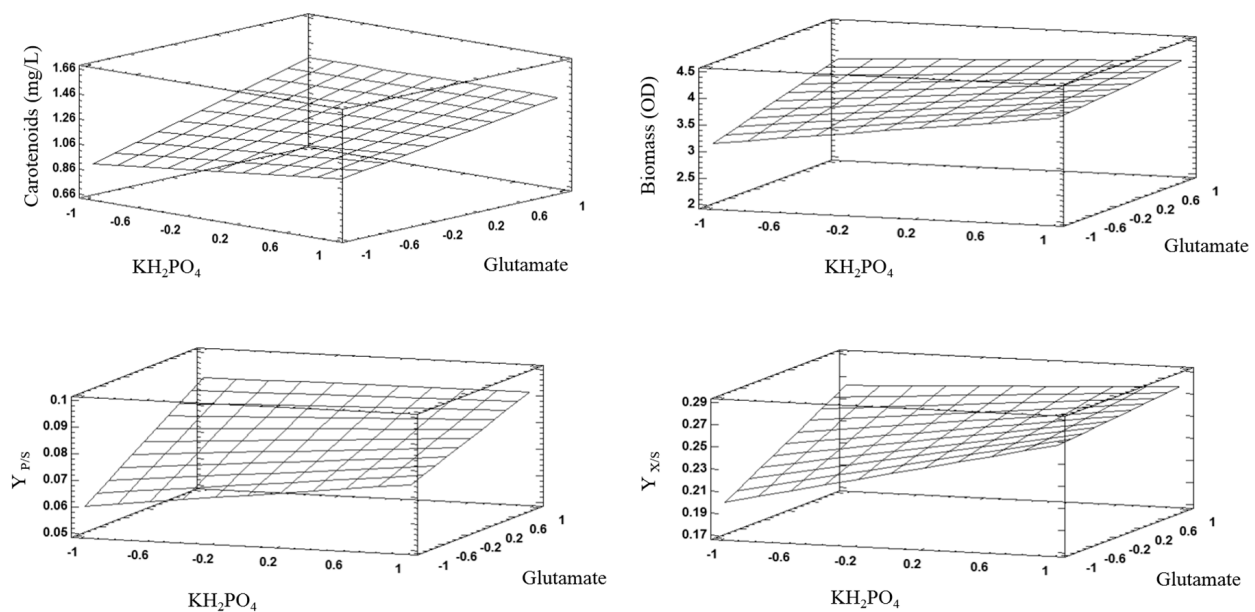 Carotenoids (mg/L)
1.66
1.46
1.26
1.06
0.86
0.66
-1 -0.6 -0.2 0.2 0.6 1
KH2PO4
-1 -0.6 -0.2 0.2 0.6 1
Glutamate
Biomass (OD)
4.5
4
3.5
3
2.5
2
-1 -0.6 -0.2 0.2 0.6 1
KH2PO4
-1 -0.6 -0.2 0.2 0.6 1
Glutamate
Y P/S
0.1
0.09
0.08
0.07
0.06
0.05
-1 -0.6 -0.2 0.2 0.6 1
KH2PO4
-1 -0.6 -0.2 0.2 0.6 1
Glutamate
Y X/S
0.29
0.27
0.25
0.23
0.21
0.19
0.17
-1 -0.6 -0.2 0.2 0.6 1
KH2PO4
-1 -0.6 -0.2 0.2 0.6 1
Glutamate